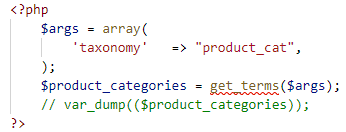 <?php
    $args = array(
        'taxonomy'   => "product_cat",
    );
    $product_categories = get_terms($args);
    // var_dump(($product_categories));
?>